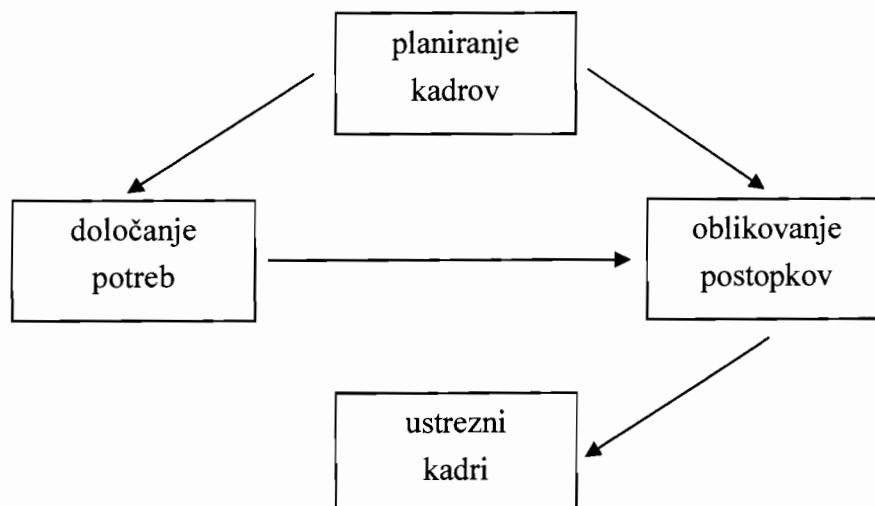 planiranje
kadrov
določanje
potreb
oblikovanje
postopkov
ustrezni
kadri